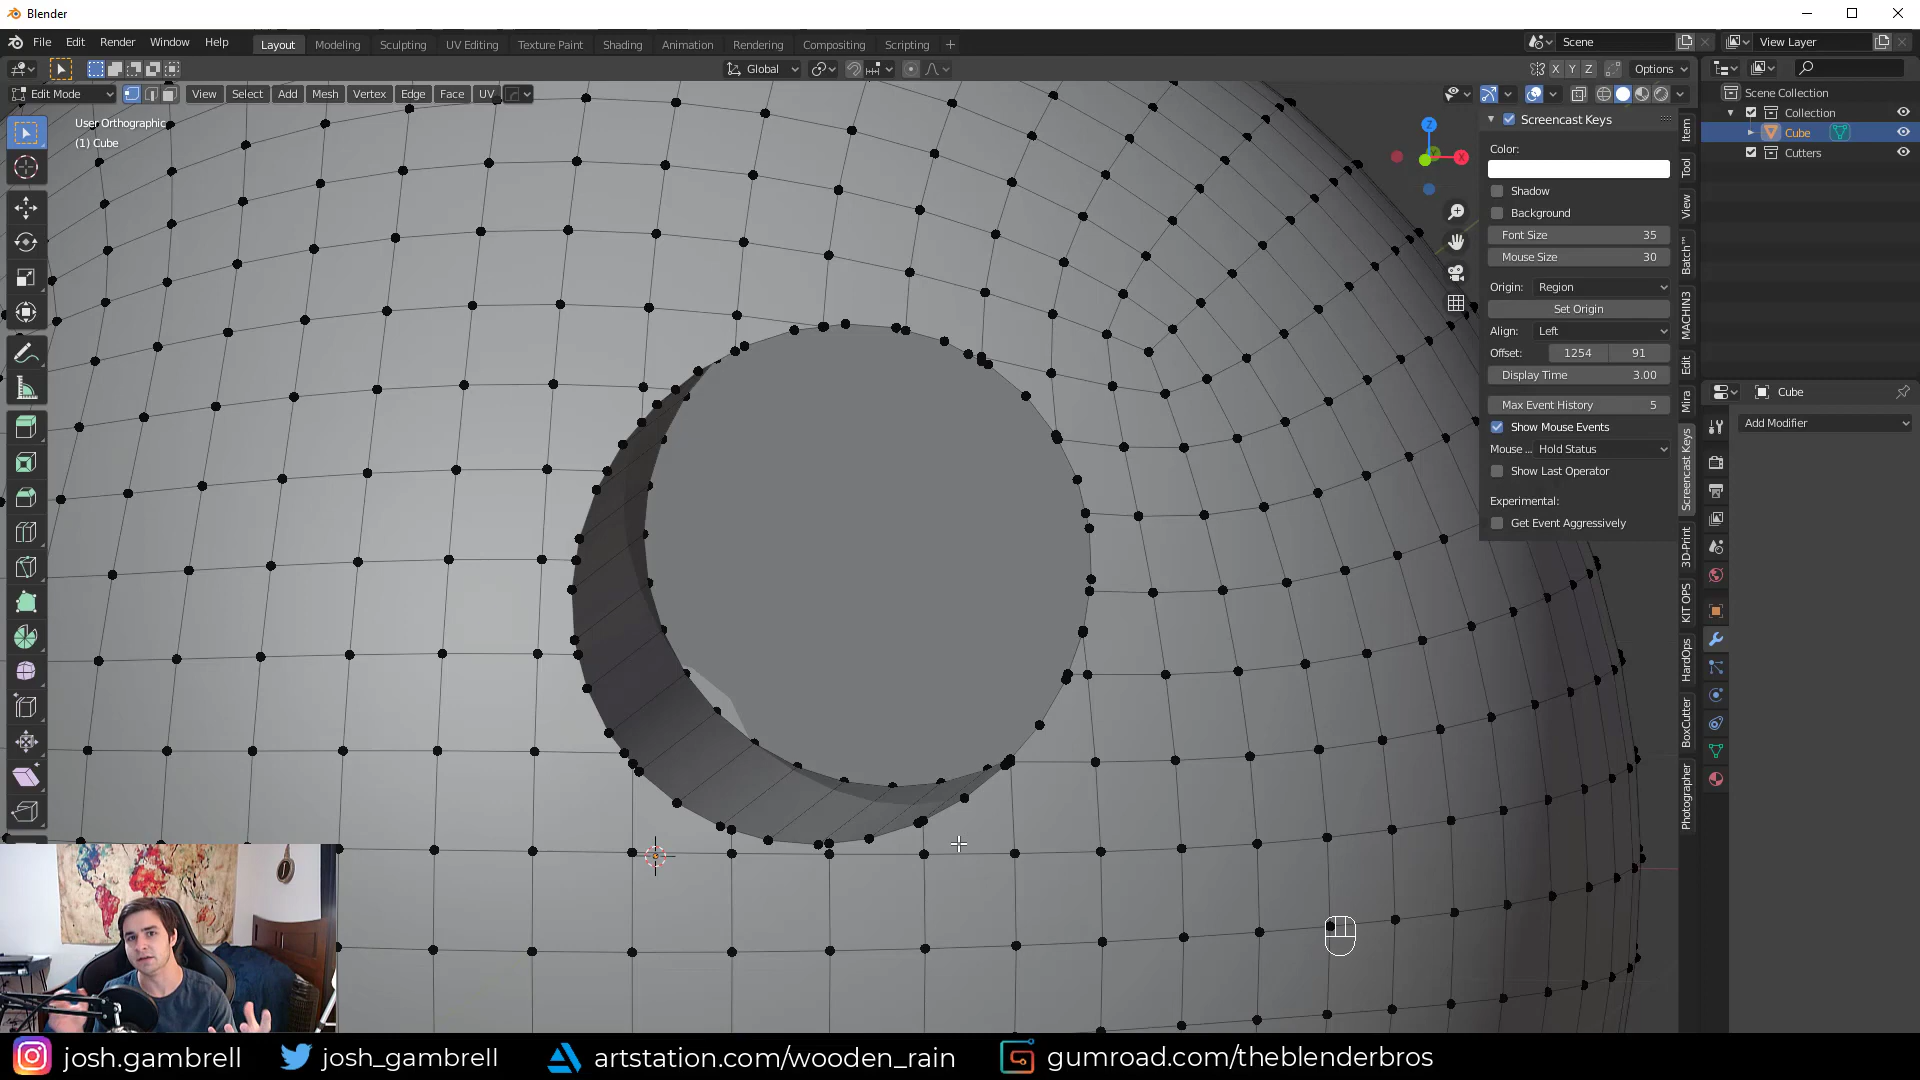 Blender
File Edit Render Window Help Layout Modeling Sculpting UV Editing Texture Paint Shading Animation Rendering Compositing Scripting +
Scene View Layer
Global X Y Z Options
Edit Mode View Select Add Mesh Vertex Edge Face UV
User Orthographic
(1) Cube
Z
X
Screencast Keys
Color:
Shadow
Background
Font Size 35
Mouse Size 30
Origin: Region
Set Origin
Align: Left
Offset: 1254 91
Display Time 3.00
Max Event History 5
Show Mouse Events
Mouse ... Hold Status
Show Last Operator
Experimental:
Get Event Aggressively
Item
Tool
View
Batch™
MACHIN3
Edit
Mira
Screencast Keys
3D-Print
KIT OPS
HardOps
BoxCutter
Photographer
Scene Collection
Collection
Cube
Cutters
Cube
Add Modifier
josh.gambrell josh_gambrell artstation.com/wooden_rain gumroad.com/theblenderbros